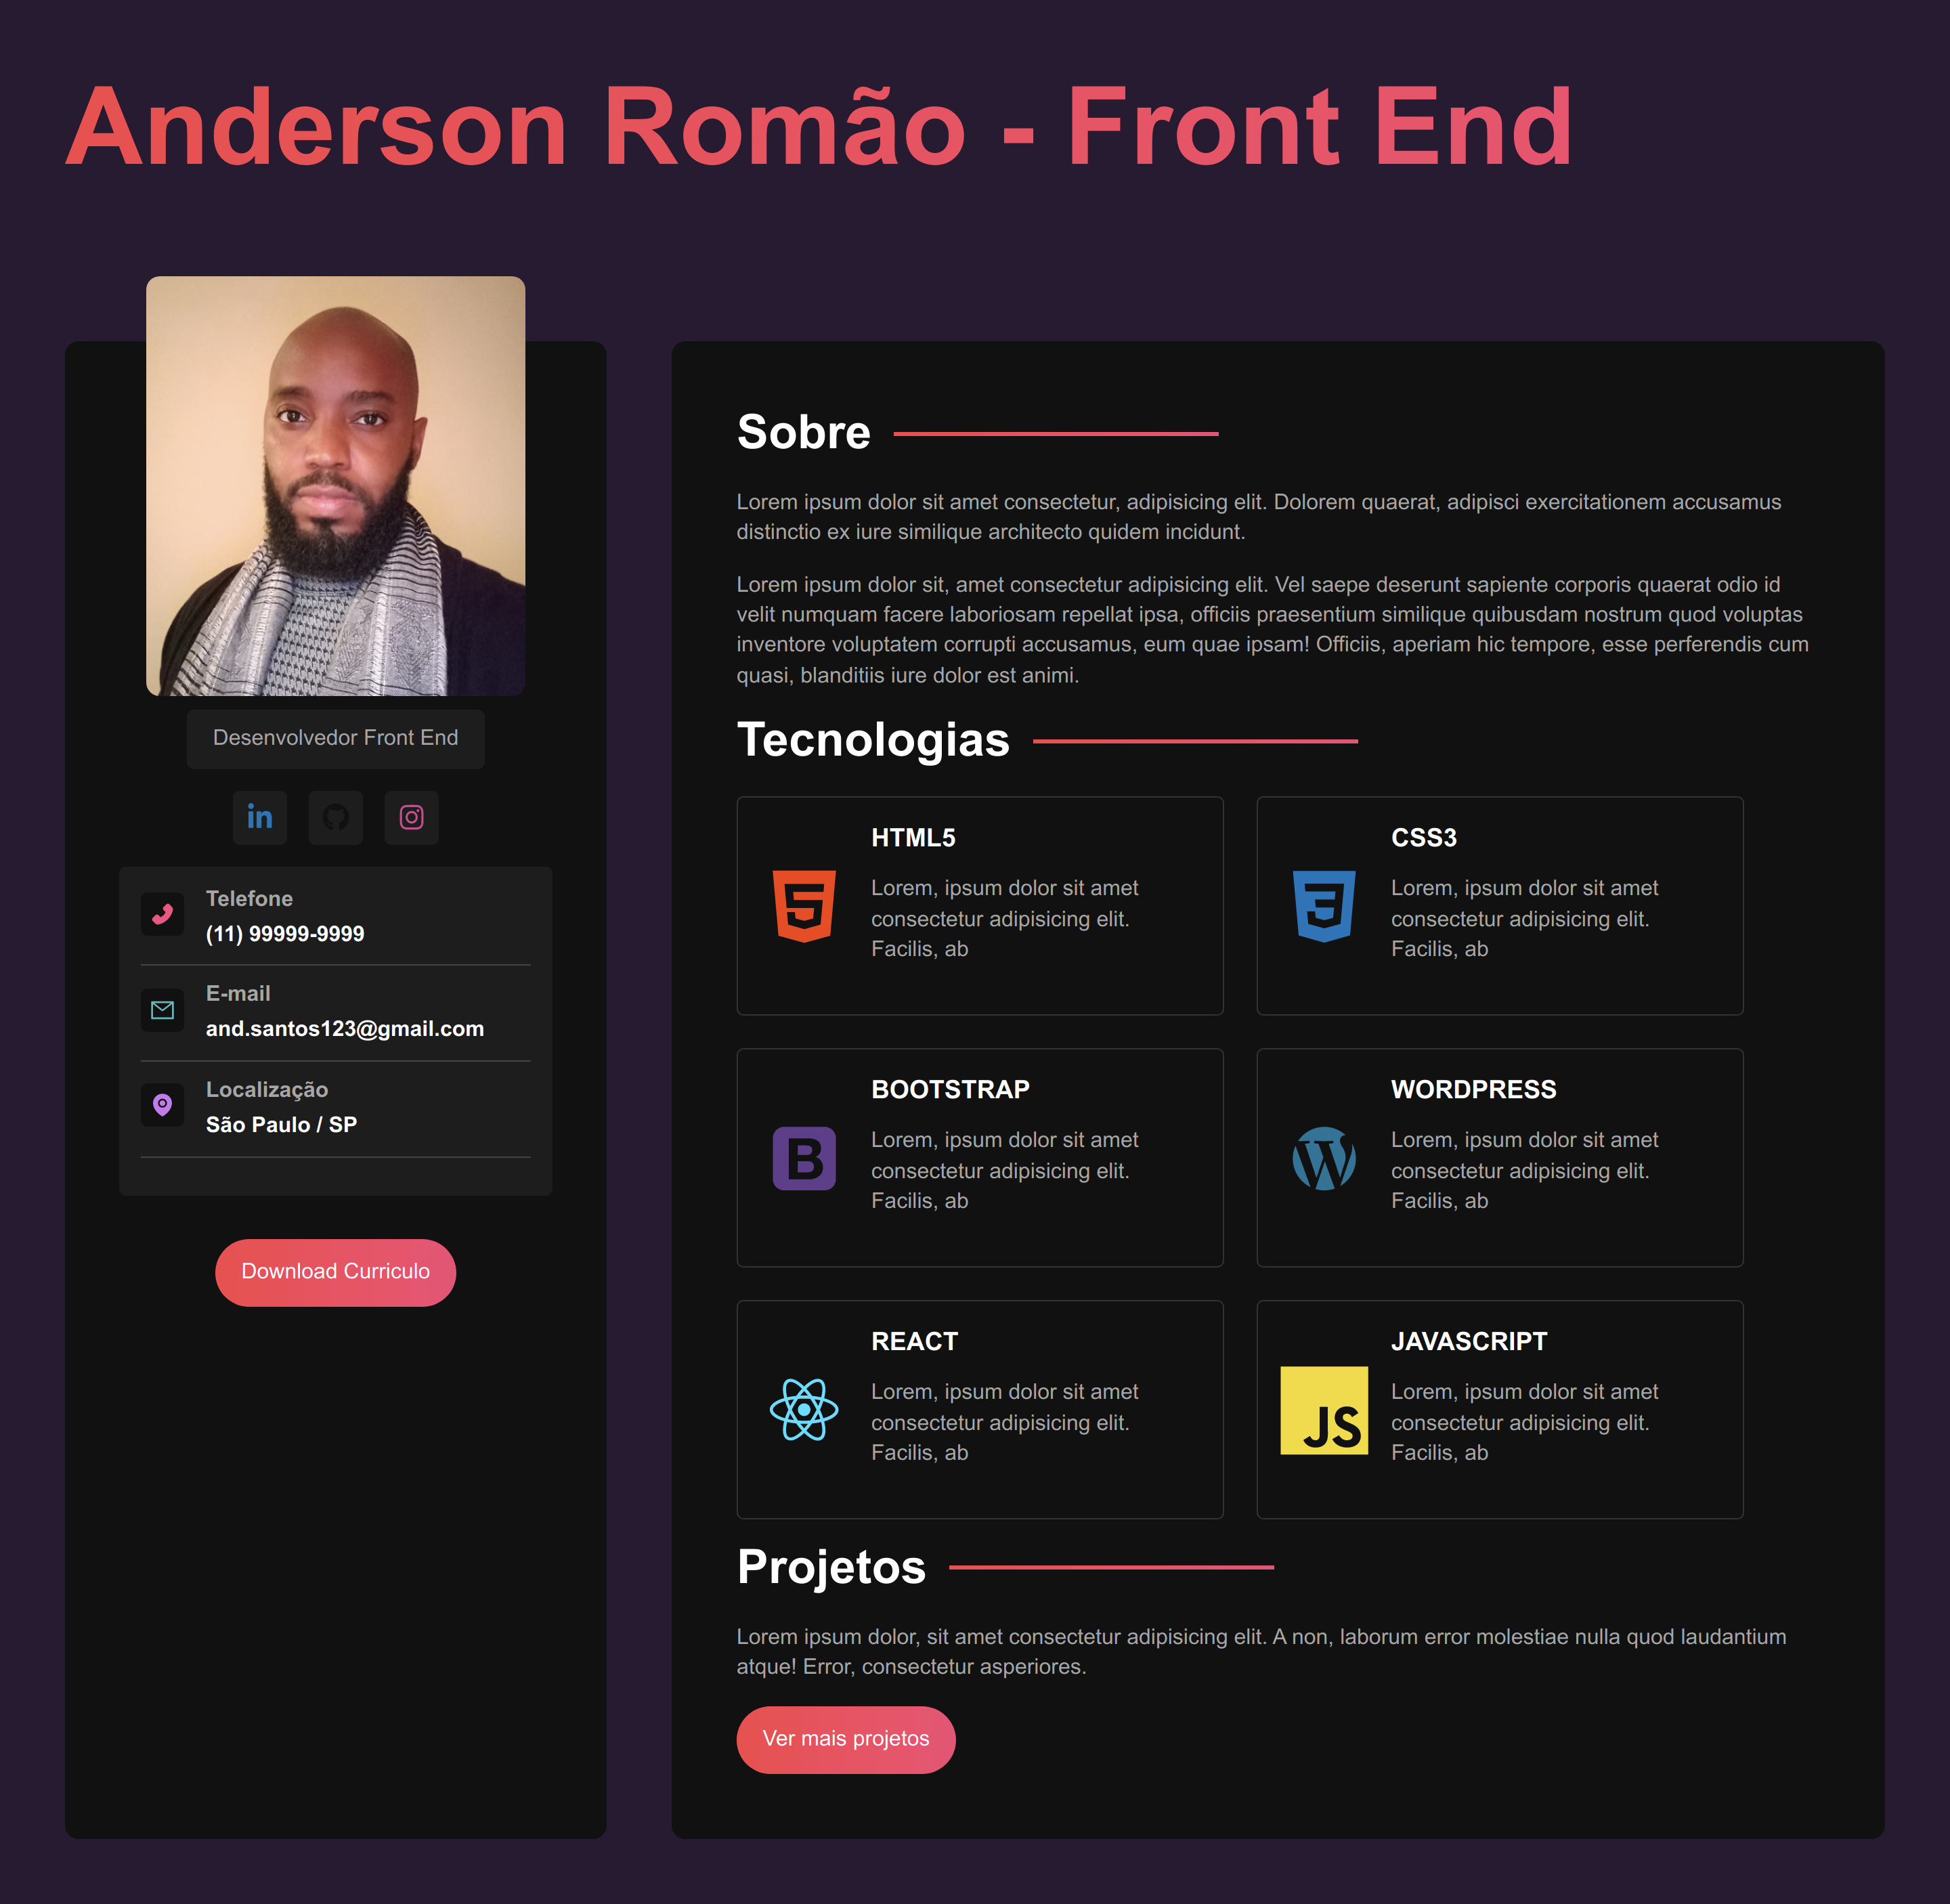 Anderson Romão - Front End
Desenvolvedor Front End
in
Telefone
(11) 99999-9999
E-mail
and.santos123@gmail.com
Localização
São Paulo / SP
Download Curriculo
Sobre
Lorem ipsum dolor sit amet consectetur, adipisicing elit. Dolorem quaerat, adipisci exercitationem accusamus
distinctio ex iure similique architecto quidem incidunt.
Lorem ipsum dolor sit, amet consectetur adipisicing elit. Vel saepe deserunt sapiente corporis quaerat odio id
velit numquam facere laboriosam repellat ipsa, officiis praesentium similique quibusdam nostrum quod voluptas
inventore voluptatem corrupti accusamus, eum quae ipsam! Officiis, aperiam hic tempore, esse perferendis cum
quasi, blanditiis iure dolor est animi.
Tecnologias
HTML5
5
Lorem, ipsum dolor sit amet
consectetur adipisicing elit.
Facilis, ab
CSS3
3
Lorem, ipsum dolor sit amet
consectetur adipisicing elit.
Facilis, ab
BOOTSTRAP
B
Lorem, ipsum dolor sit amet
consectetur adipisicing elit.
Facilis, ab
WORDPRESS
W
Lorem, ipsum dolor sit amet
consectetur adipisicing elit.
Facilis, ab
REACT
Lorem, ipsum dolor sit amet
consectetur adipisicing elit.
Facilis, ab
JAVASCRIPT
JS
Lorem, ipsum dolor sit amet
consectetur adipisicing elit.
Facilis, ab
Projetos
Lorem ipsum dolor, sit amet consectetur adipisicing elit. A non, laborum error molestiae nulla quod laudantium
atque! Error, consectetur asperiores.
Ver mais projetos